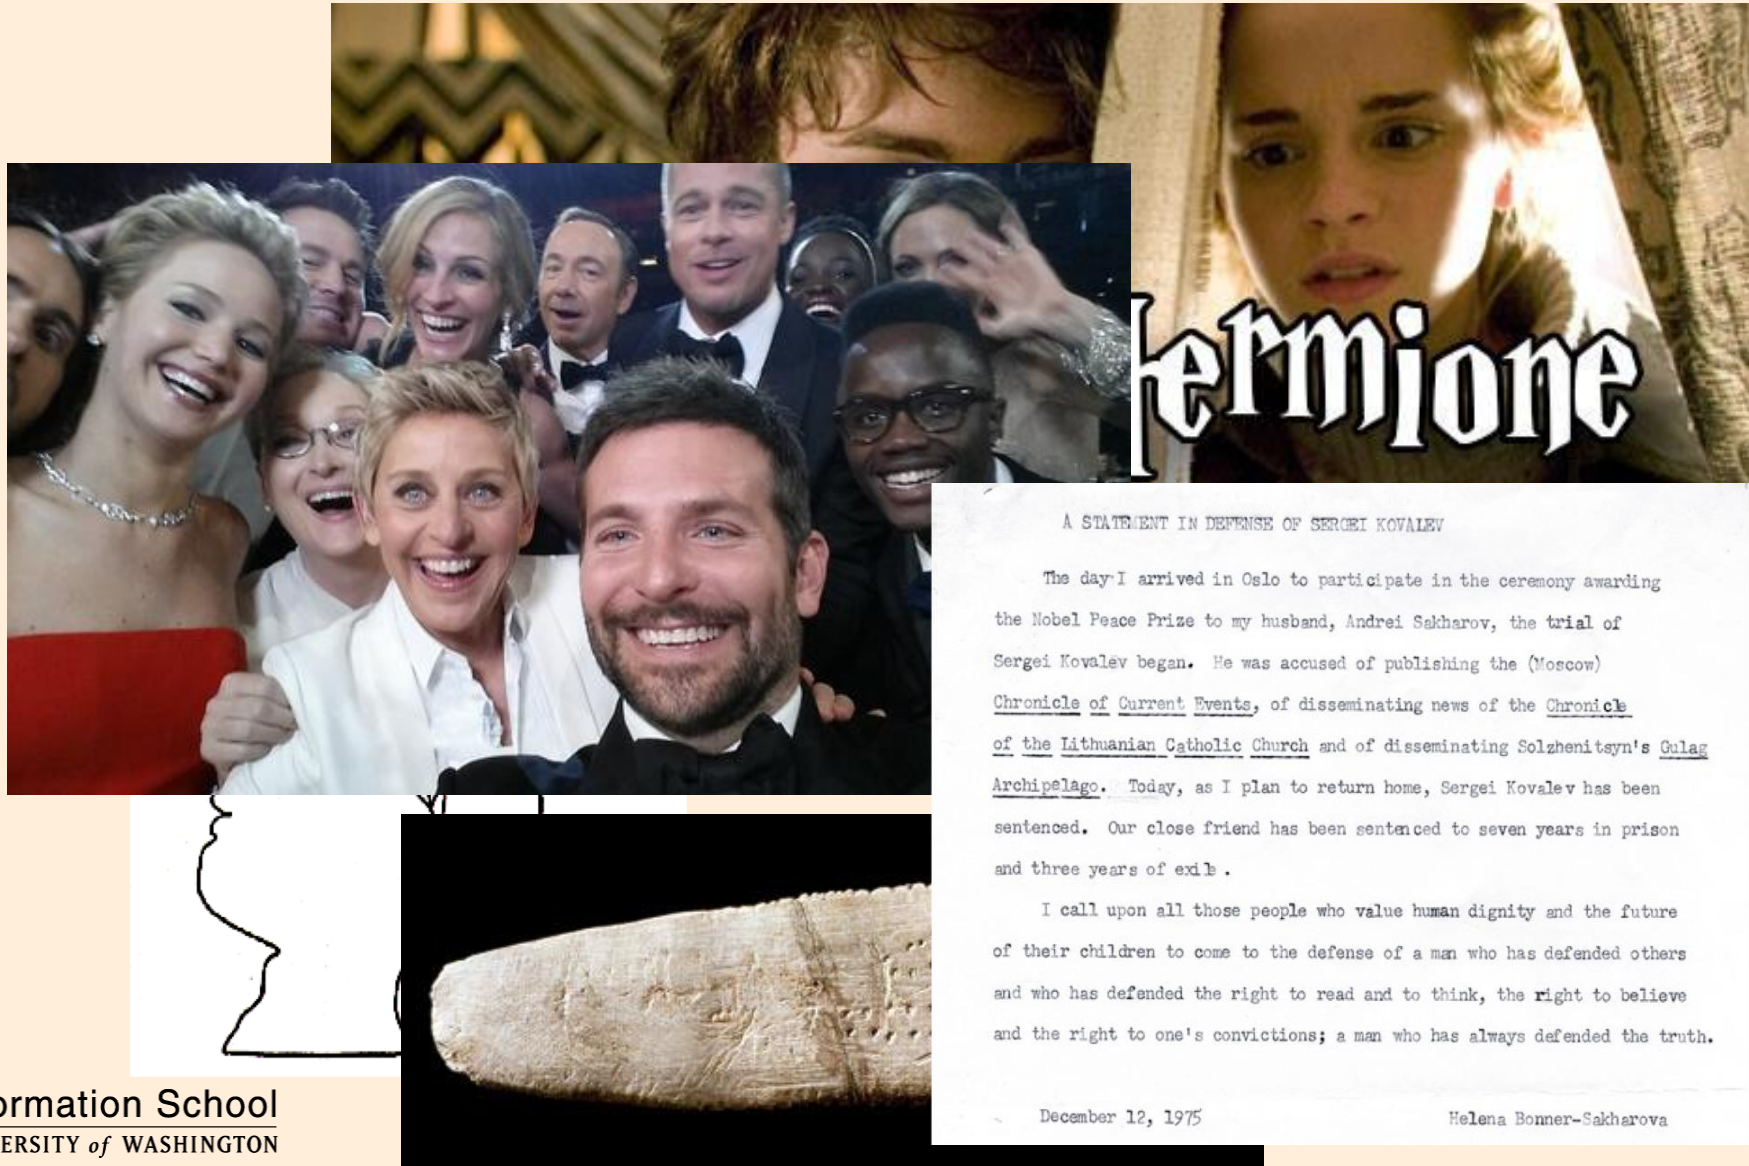 Hermione
A STATEMENT IN DEFENSE OF SERGEI KOVALEV
The day I arrived in Oslo to participate in the ceremony awarding
the Nobel Peace Prize to my husband, Andrei Sakharov, the trial of
Sergei Kovalev began. He was accused of publishing the (Moscow)
Chronicle of Current Events, of disseminating news of the Chronicle
of the Lithuanian Catholic Church and of disseminating Solzhenitsyn's Gulag
Archipelago. Today, as I plan to return home, Sergei Kovalev has been
sentenced. Our close friend has been sentenced to seven years in prison
and three years of exile.
I call upon all those people who value human dignity and the future
of their children to come to the defense of a man who has defended others
and who has defended the right to read and to think, the right to believe
and the right to one's convictions; a man who has always defended the truth.
December 12, 1975 Helena Bonner-Sakharova
ormation School
ERSITY of WASHINGTON